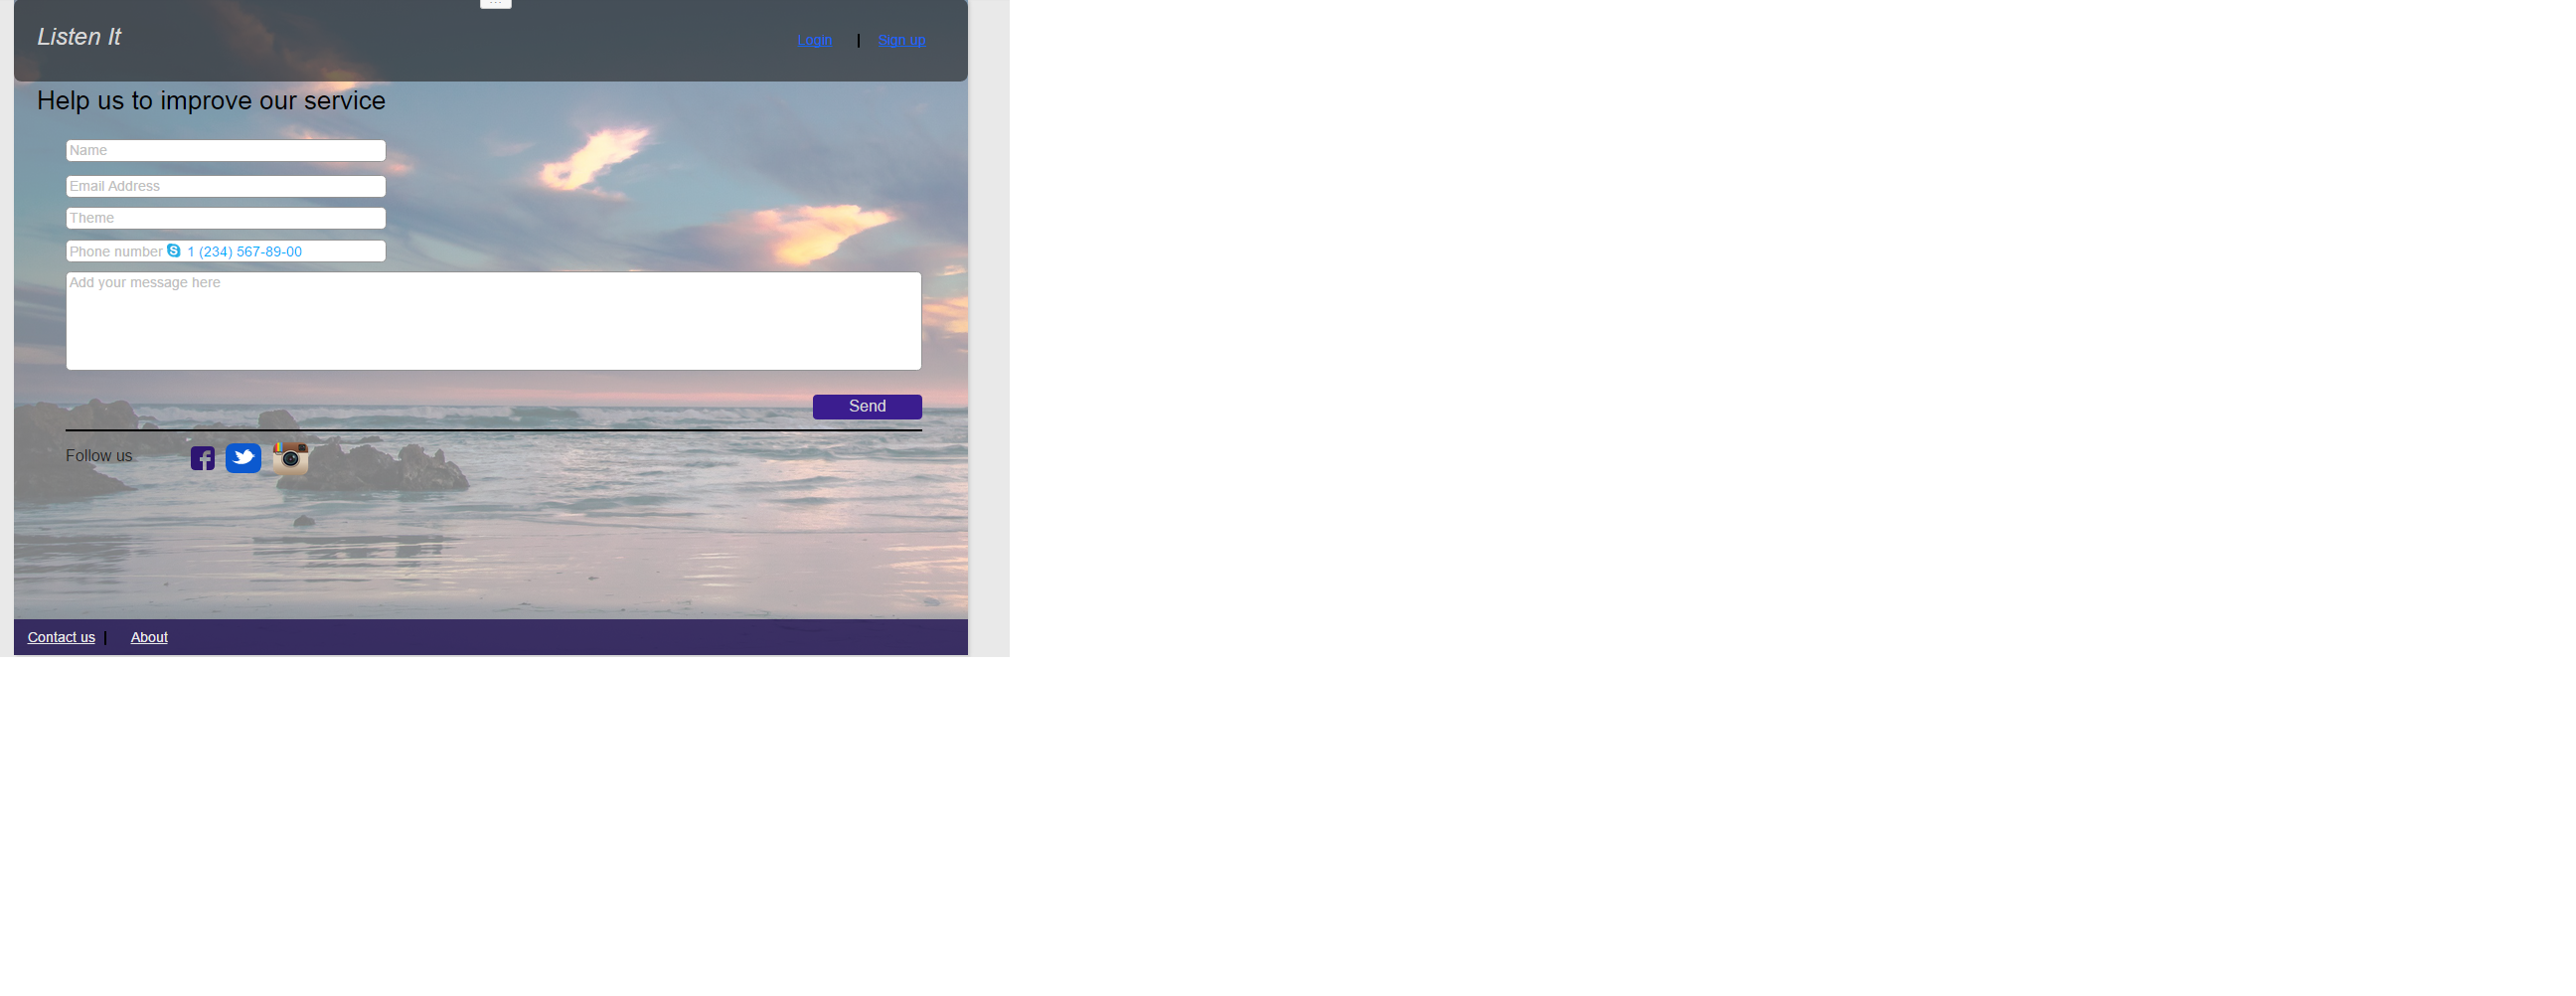 Listen It
Login | Sign up
Help us to improve our service
Name
Email Address
Theme
Phone number 1 (234) 567-89-00
Add your message here
Send
Follow us
Contact us | About